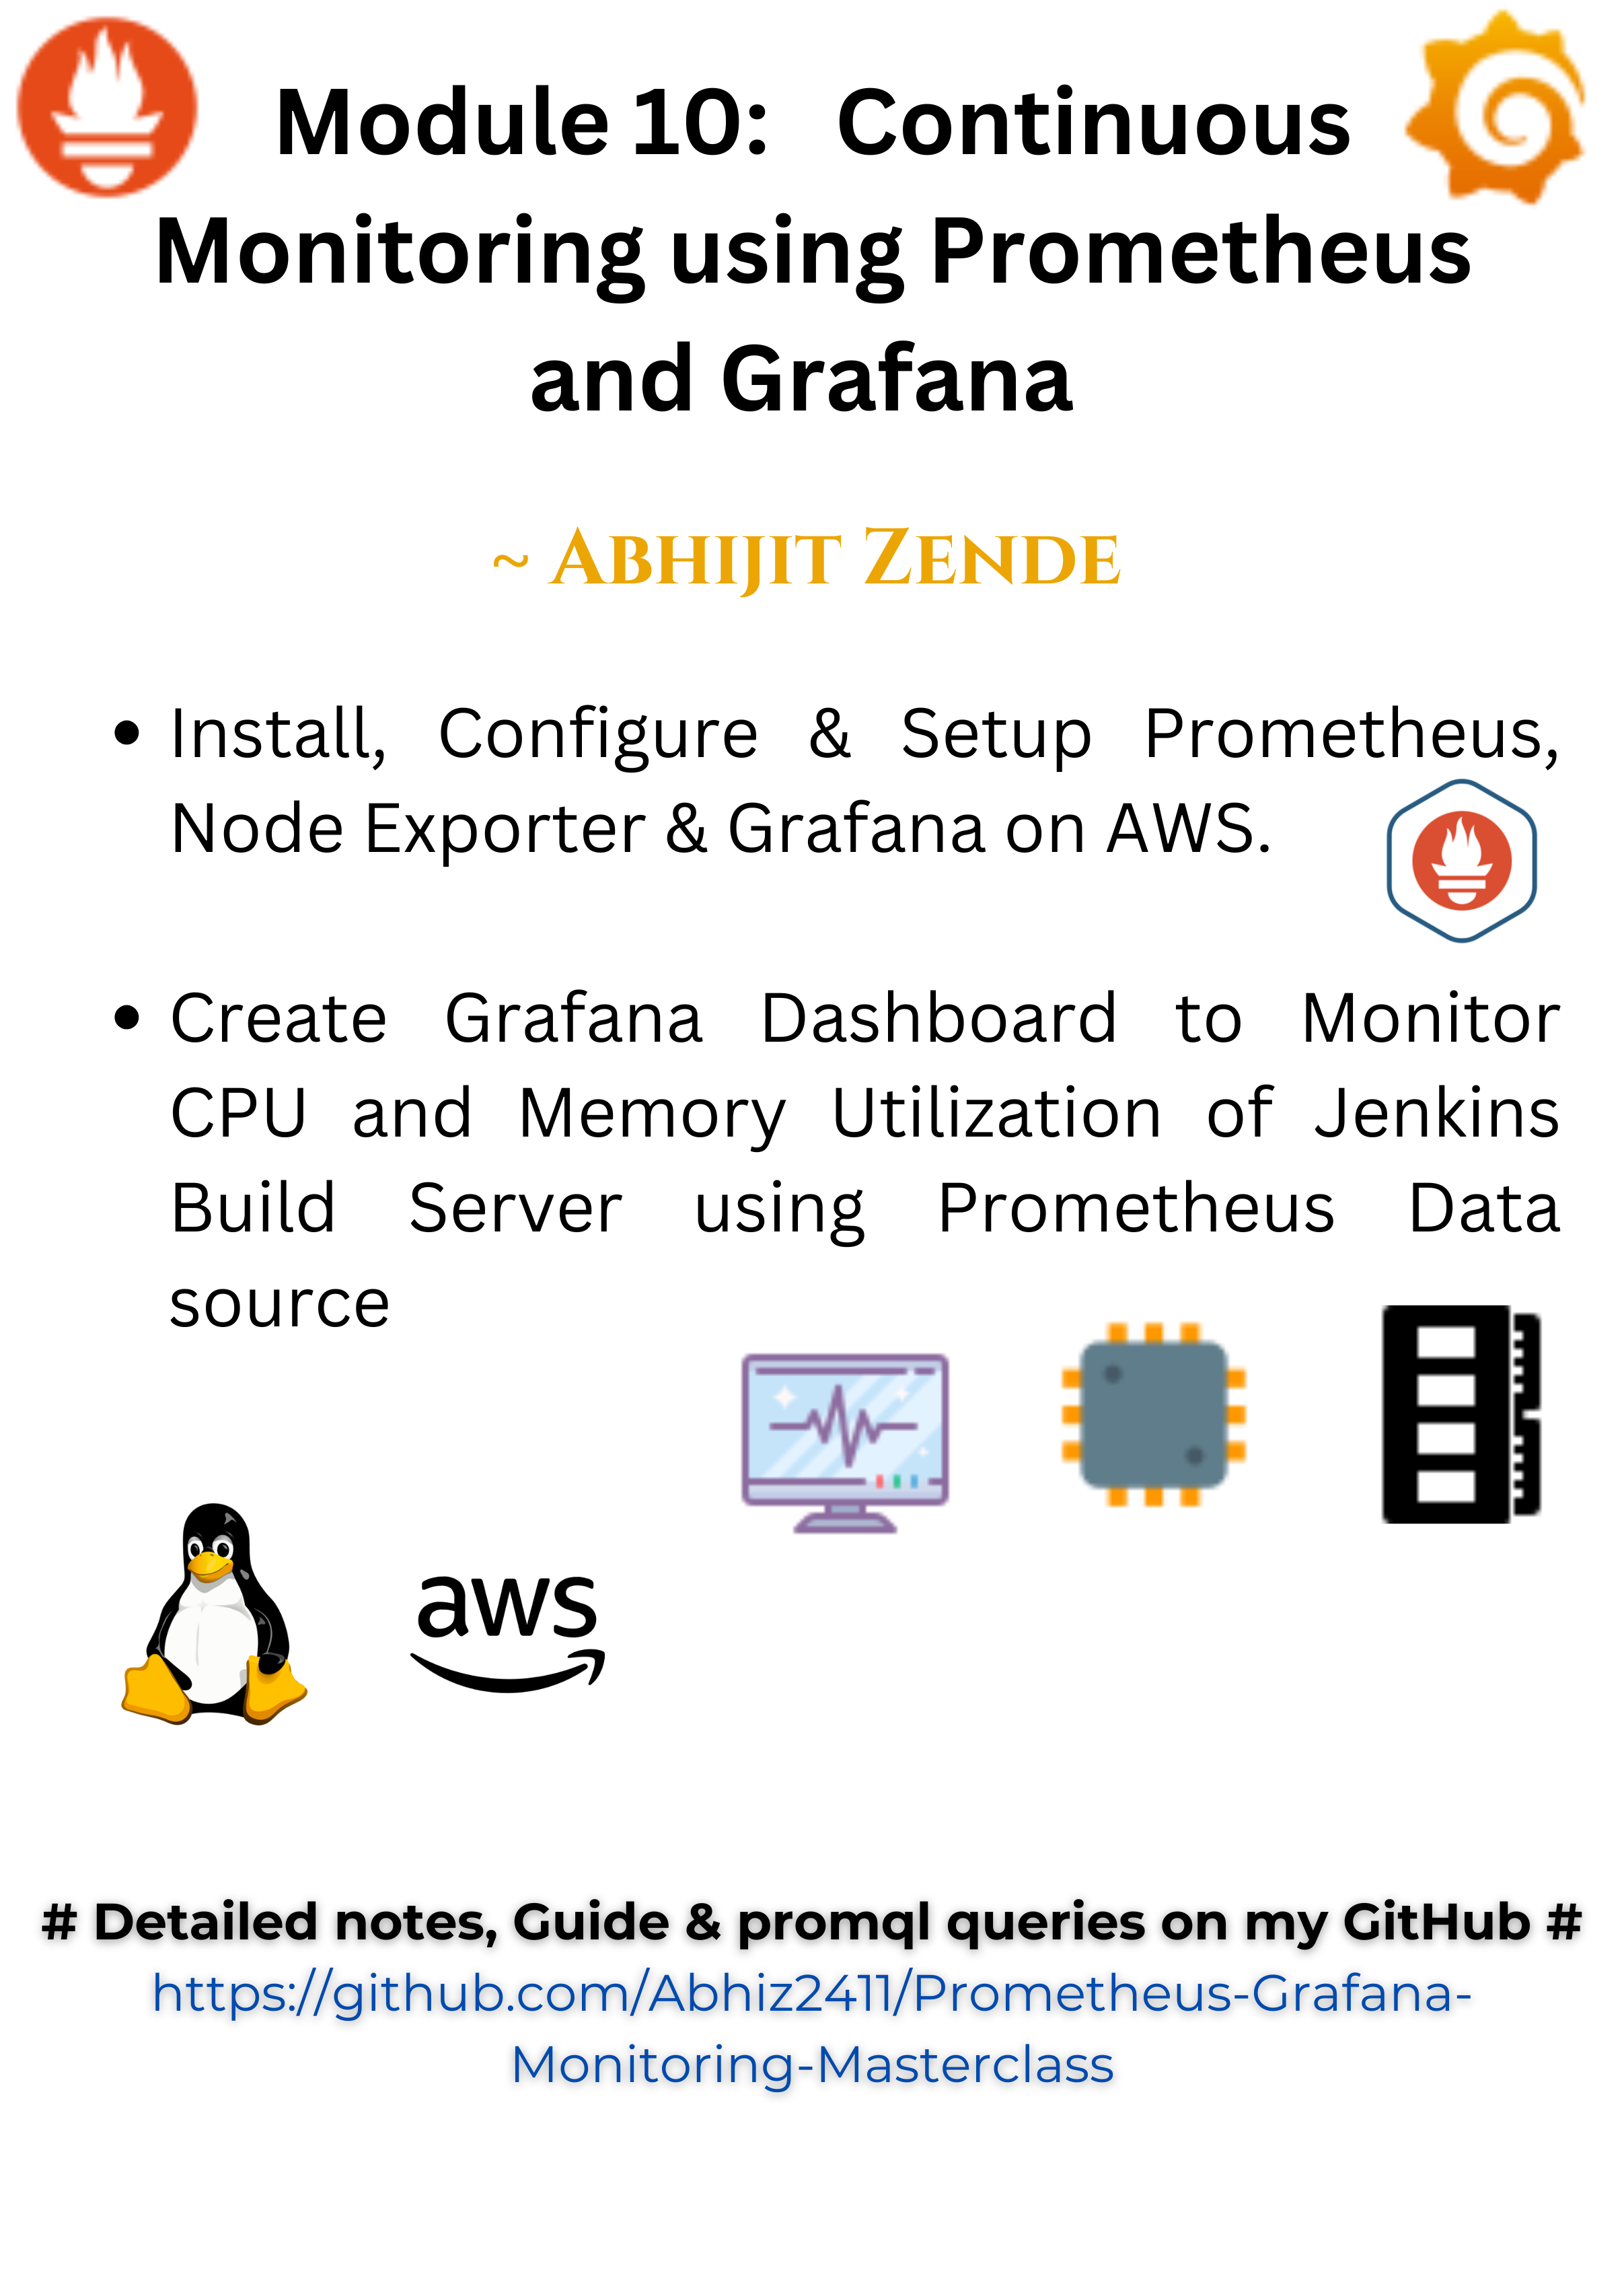 Module 10: Continuous
Monitoring using Prometheus
and Grafana
~ Abhijit Zende
• Install, Configure & Setup Prometheus,
Node Exporter & Grafana on AWS.
• Create Grafana Dashboard to Monitor
CPU and Memory Utilization of Jenkins
Build Server using Prometheus Data
source
aws
# Detailed notes, Guide & promql queries on my GitHub #
https://github.com/Abhiz2411/Prometheus-Grafana-
Monitoring-Masterclass